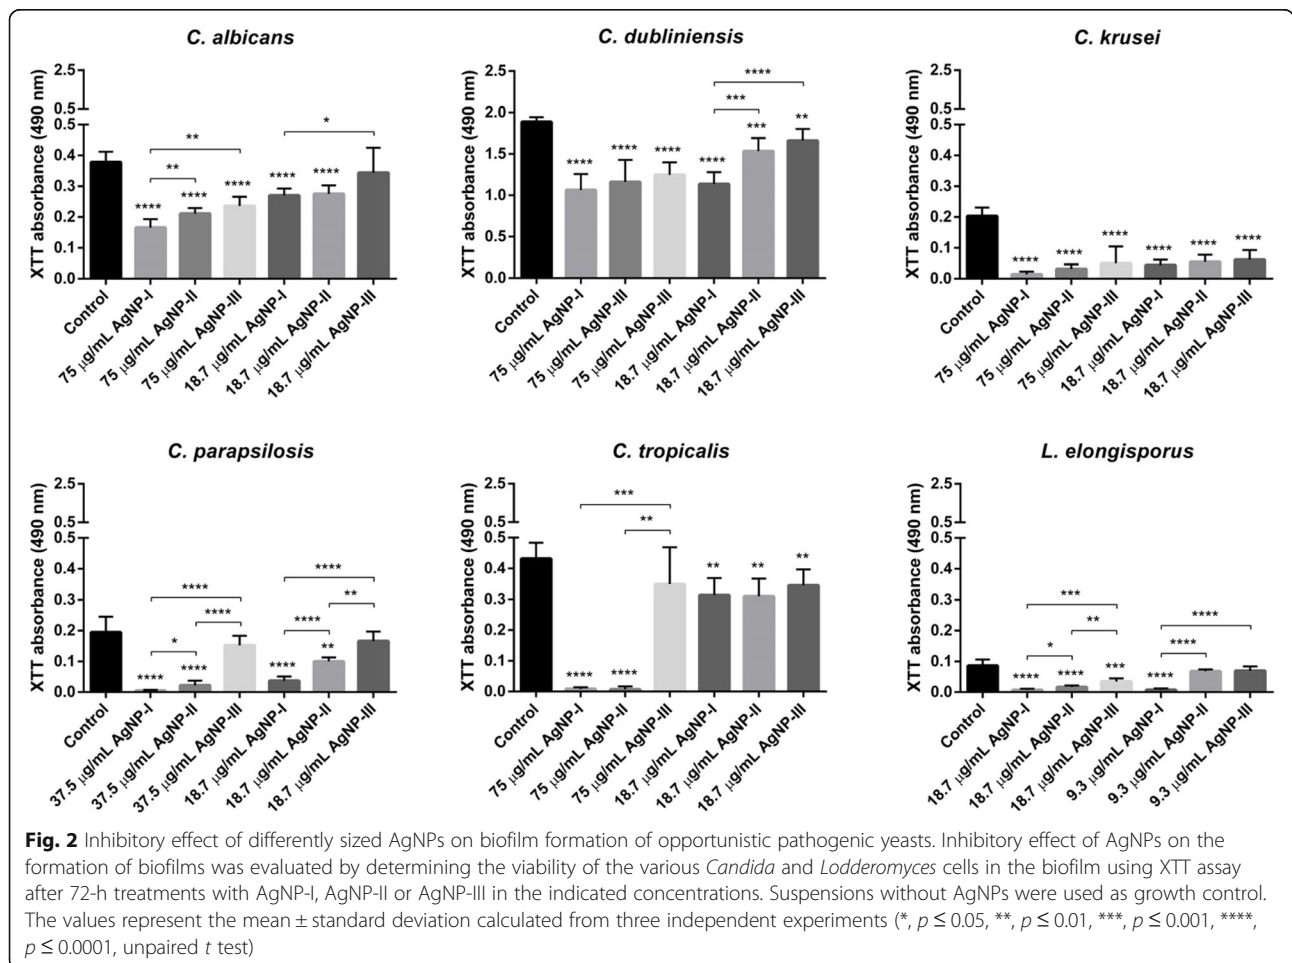 C. albicans
XTT absorbance (490 nm)
2.5
0.5
0.5
0.4
0.3
0.2
0.1
0.0
****
**
****
**
****
****
****
*
Control
75 μg/mL AgNP-I
75 μg/mL AgNP-II
75 μg/mL AgNP-III
18.7 μg/mL AgNP-I
18.7 μg/mL AgNP-II
18.7 μg/mL AgNP-III
C. dubliniensis
XTT absorbance (490 nm)
2.5
2.0
1.5
1.0
0.5
0.0
****
****
****
****
***
****
***
**
Control
75 μg/mL AgNP-I
75 μg/mL AgNP-III
75 μg/mL AgNP-III
18.7 μg/mL AgNP-I
18.7 μg/mL AgNP-II
18.7 μg/mL AgNP-III
C. krusei
XTT absorbance (490 nm)
2.5
0.5
0.5
0.4
0.3
0.2
0.1
0.0
****
****
****
****
****
****
Control
75 μg/mL AgNP-I
75 μg/mL AgNP-II
75 μg/mL AgNP-III
18.7 μg/mL AgNP-I
18.7 μg/mL AgNP-II
18.7 μg/mL AgNP-III
C. parapsilosis
XTT absorbance (490 nm)
2.5
0.5
0.5
0.4
0.3
0.2
0.1
0.0
****
*
****
****
****
****
****
****
**
**
Control
37.5 μg/mL AgNP-I
37.5 μg/mL AgNP-II
37.5 μg/mL AgNP-III
18.7 μg/mL AgNP-I
18.7 μg/mL AgNP-II
18.7 μg/mL AgNP-III
C. tropicalis
XTT absorbance (490 nm)
2.5
0.5
0.5
0.4
0.3
0.2
0.1
0.0
***
**
****
****
**
**
**
Control
75 μg/mL AgNP-I
75 μg/mL AgNP-II
75 μg/mL AgNP-III
18.7 μg/mL AgNP-I
18.7 μg/mL AgNP-II
18.7 μg/mL AgNP-III
L. elongisporus
XTT absorbance (490 nm)
2.5
0.5
0.5
0.4
0.3
0.2
0.1
0.0
***
**
*
****
****
***
****
****
****
Control
18.7 μg/mL AgNP-I
18.7 μg/mL AgNP-II
18.7 μg/mL AgNP-III
9.3 μg/mL AgNP-I
9.3 μg/mL AgNP-II
9.3 μg/mL AgNP-III
Fig. 2 Inhibitory effect of differently sized AgNPs on biofilm formation of opportunistic pathogenic yeasts. Inhibitory effect of AgNPs on the
formation of biofilms was evaluated by determining the viability of the various Candida and Lodderomyces cells in the biofilm using XTT assay
after 72-h treatments with AgNP-I, AgNP-II or AgNP-III in the indicated concentrations. Suspensions without AgNPs were used as growth control.
The values represent the mean ± standard deviation calculated from three independent experiments (*, p ≤ 0.05, **, p ≤ 0.01, ***, p ≤ 0.001, ****,
p ≤ 0.0001, unpaired t test)